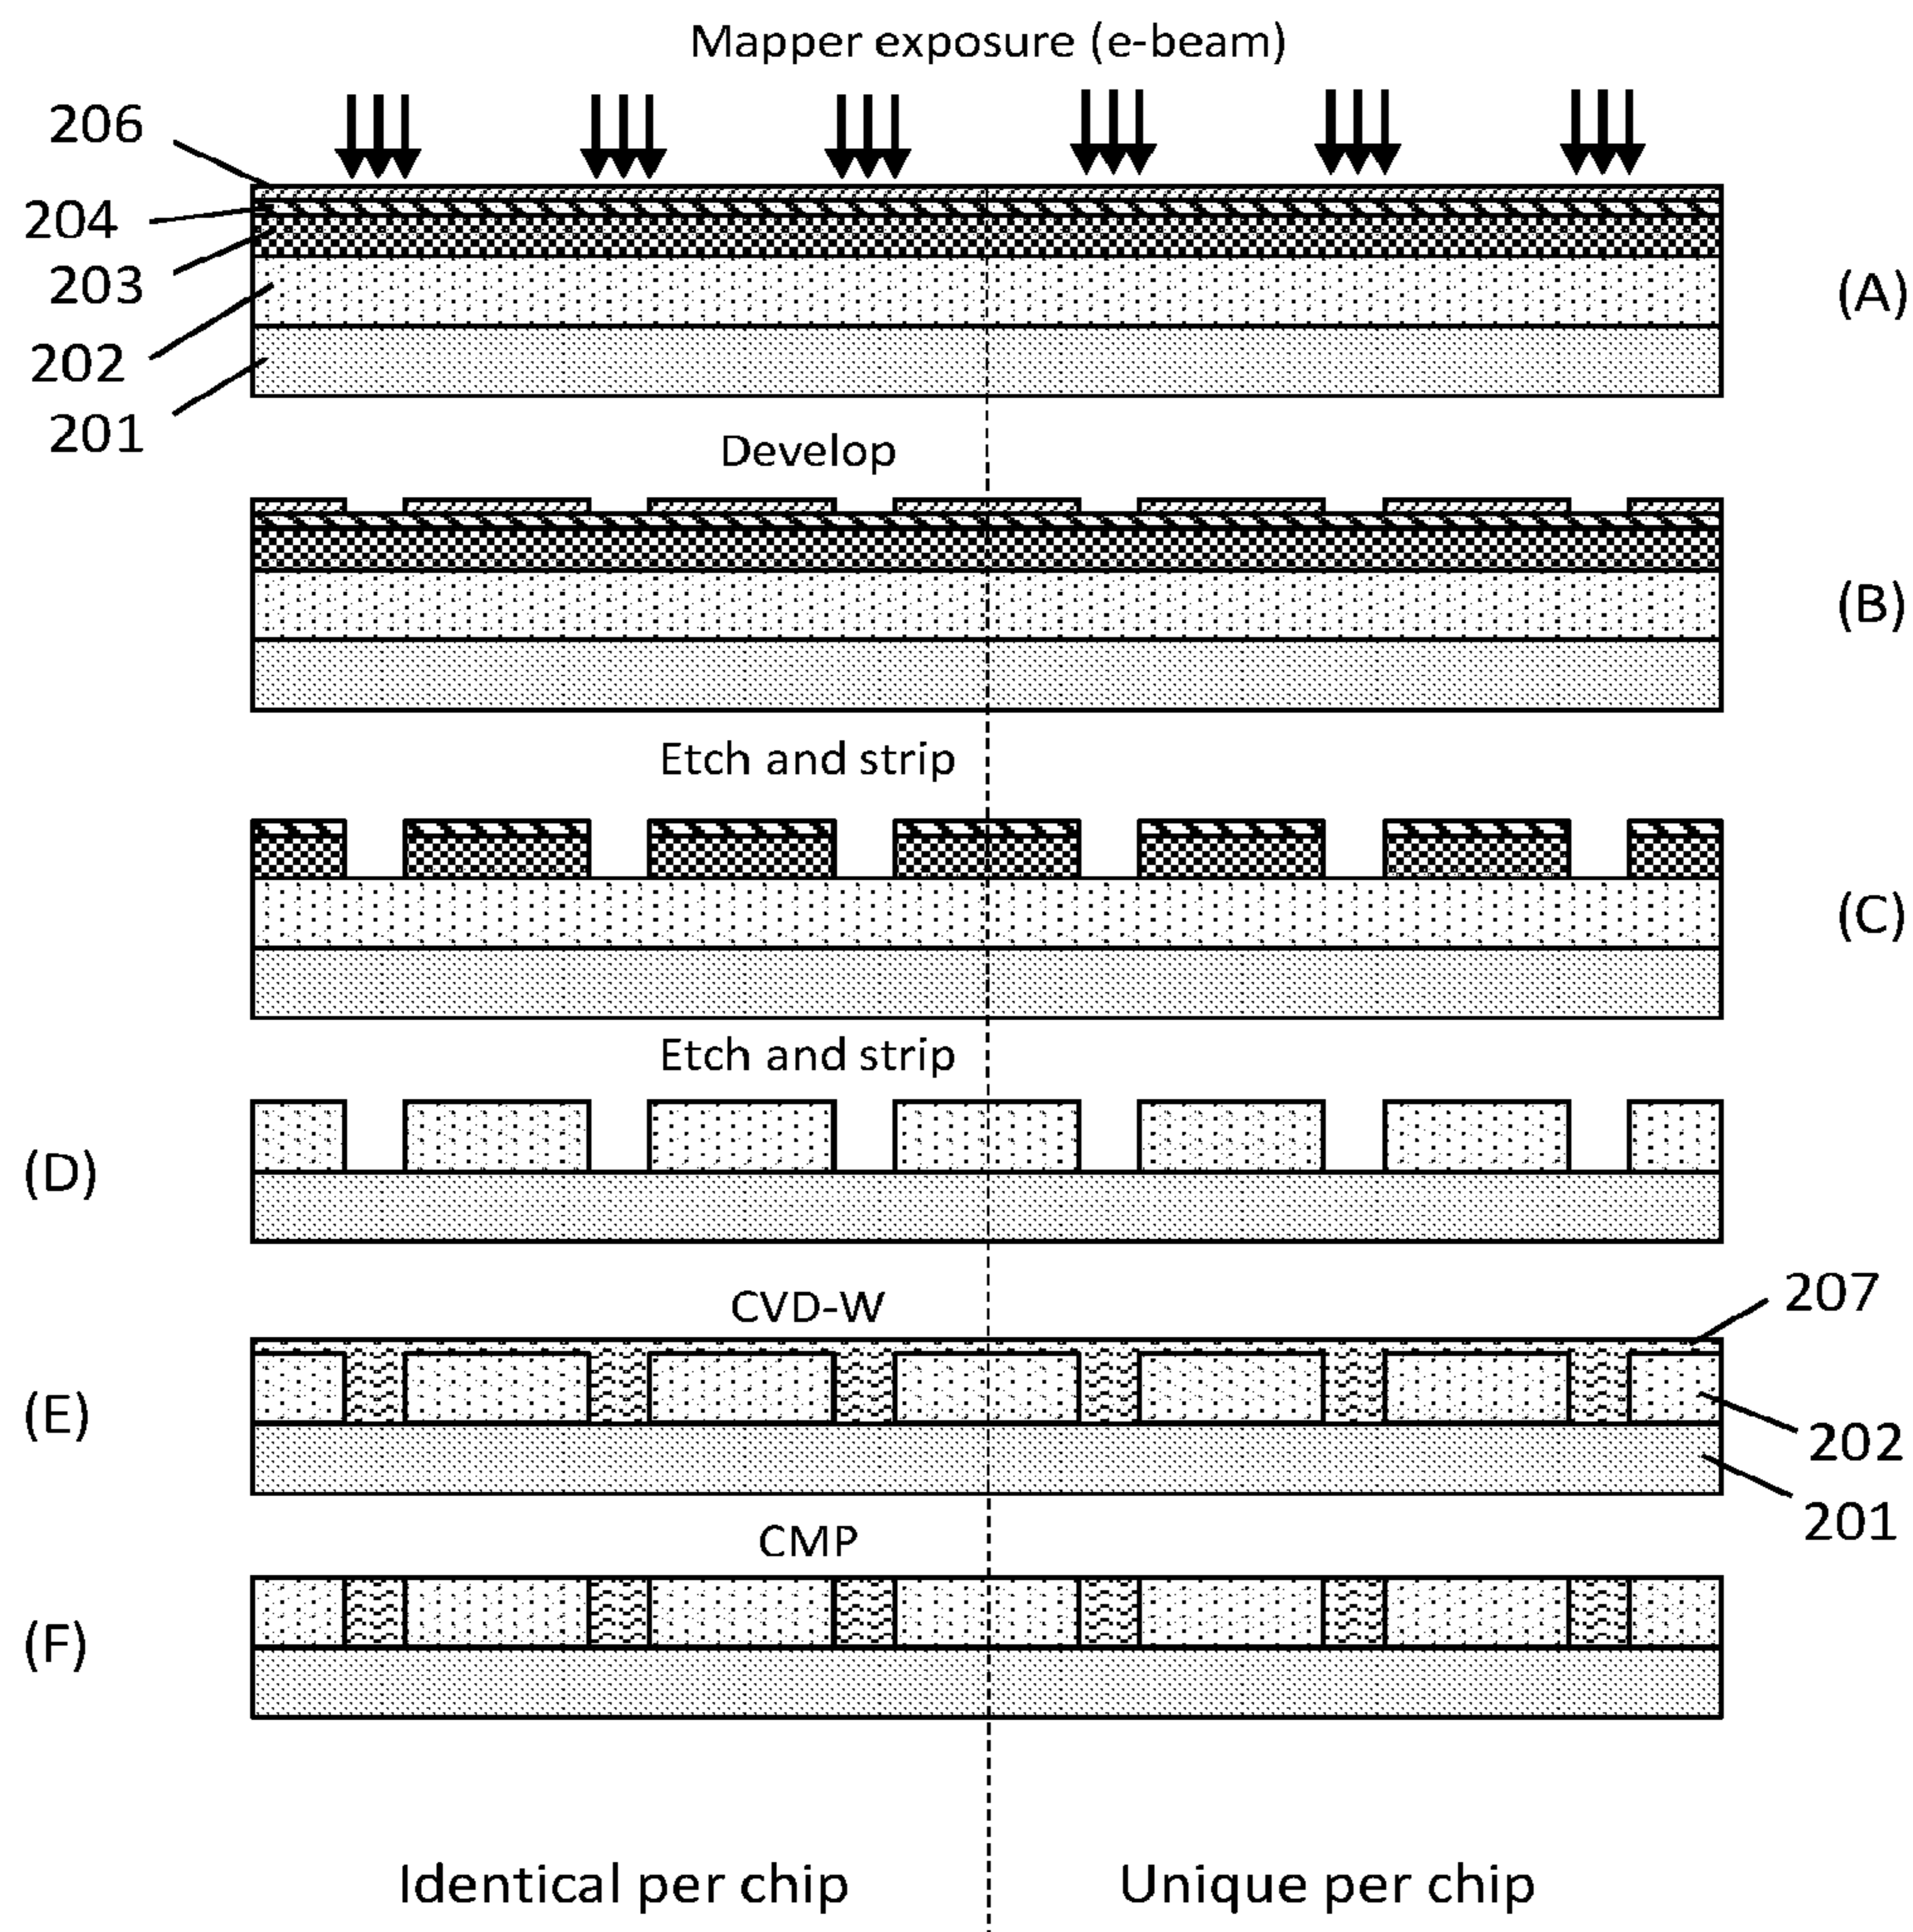 Mapper exposure (e-beam)
206
204
203
202
201
(A)
Develop
(B)
Etch and strip
(C)
Etch and strip
(D)
CVD-W
207
(E)
202
201
CMP
(F)
Identical per chip
Unique per chip